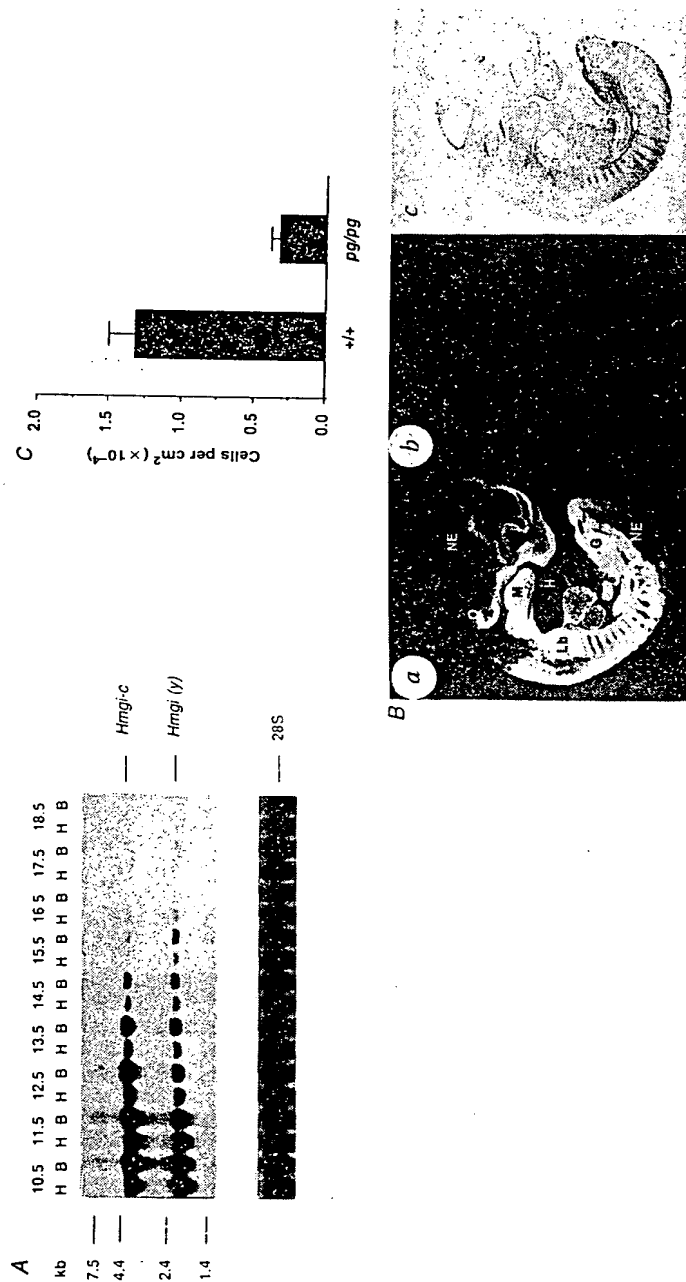 A
10.5 11.5 12.5 13.5 14.5 15.5 16.5 17.5 18.5
kb H B H B H B H B H B H B H B H B H B
7.5
4.4
Hmgi-c
2.4
Hmgi (y)
1.4
28S
C
2.0
1.5
1.0
0.5
0.0
Cells per cm² (×10⁻⁴)
+/+ pg/pg
B
a
NE
M
H
Lb
G
NE
b
c